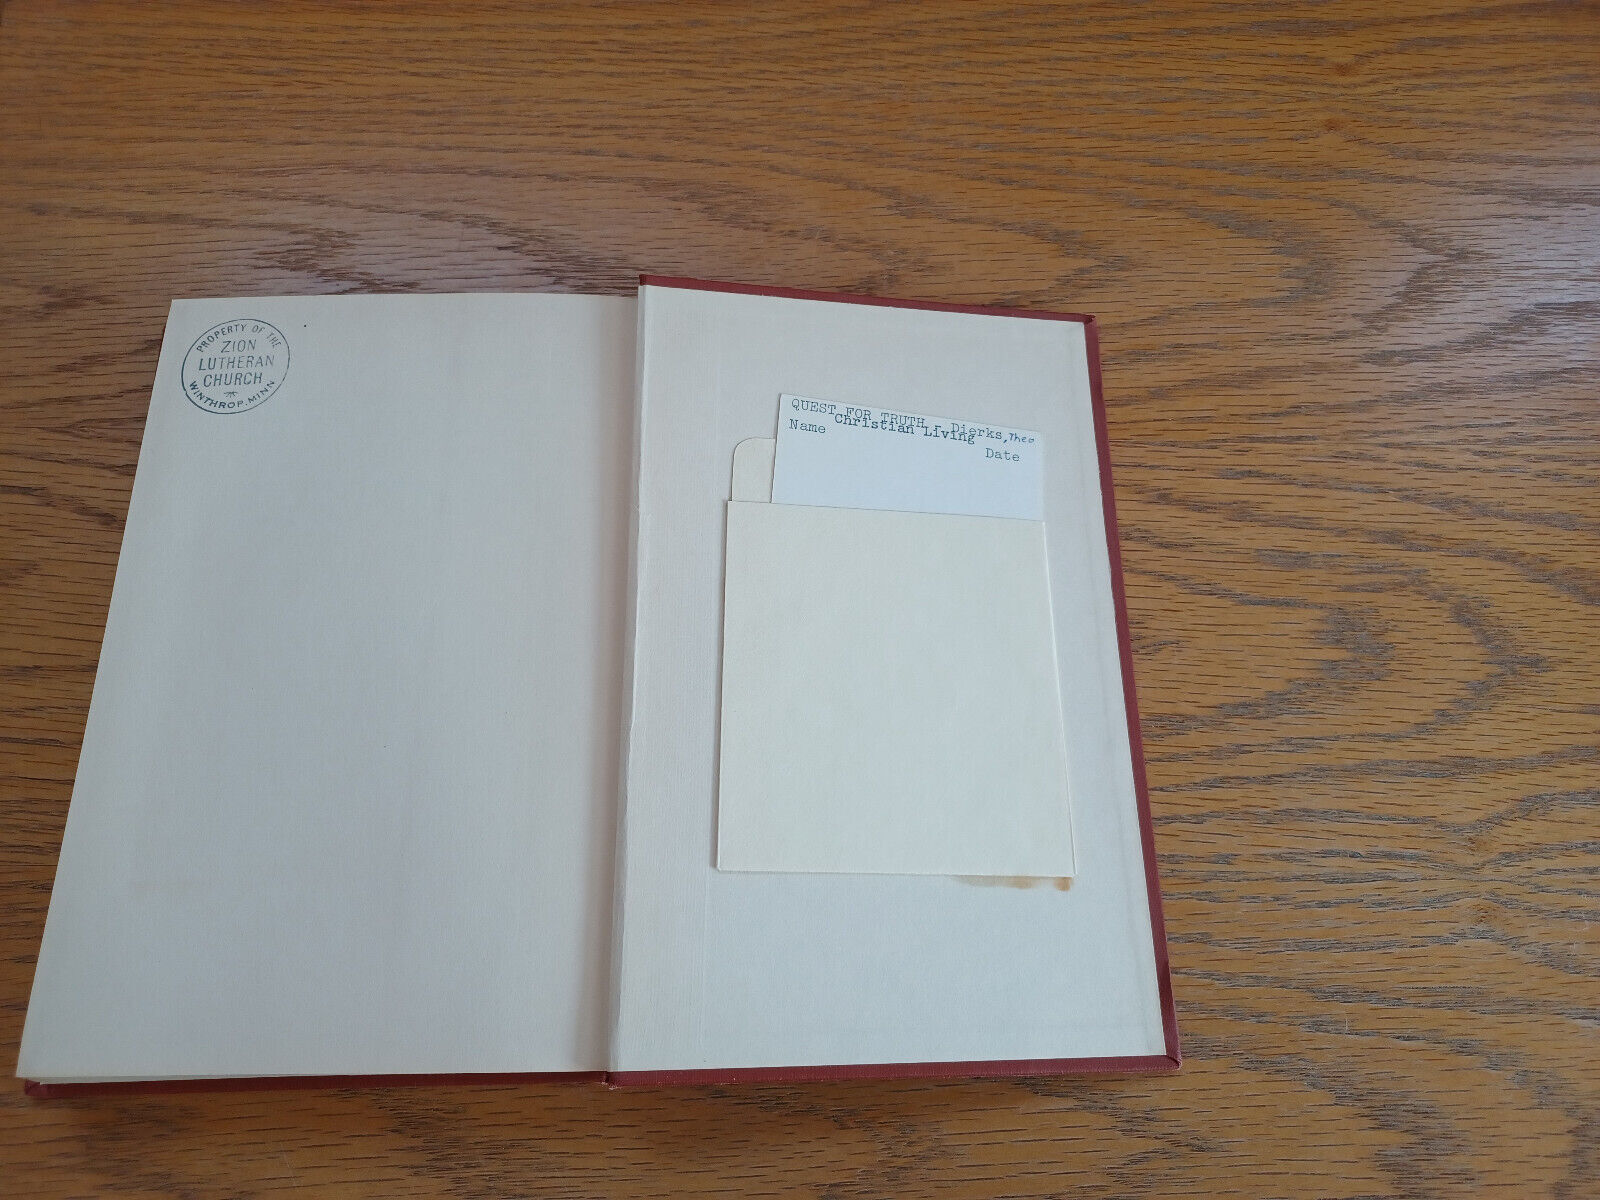 PROPERTY OF THE
ZION
LUTHERAN
CHURCH
WINTHROP, MINN
QUEST FOR TRUTH - Dierks, Theo
Christian Living
Name
Date